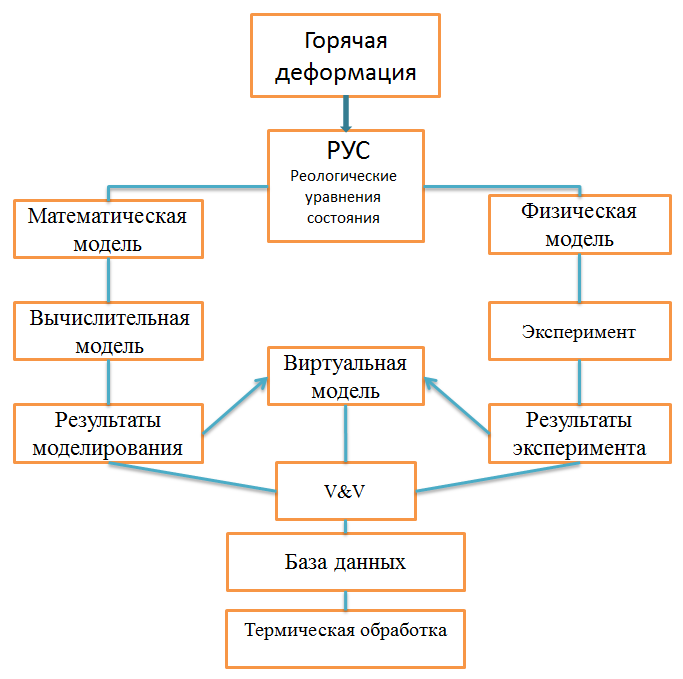 Горячая
деформация
РУС
Реологические
уравнения
состояния
Математическая
модель
Физическая
модель
Вычислительная
модель
Эксперимент
Виртуальная
модель
Результаты
моделирования
Результаты
эксперимента
V&V
База данных
Термическая обработка